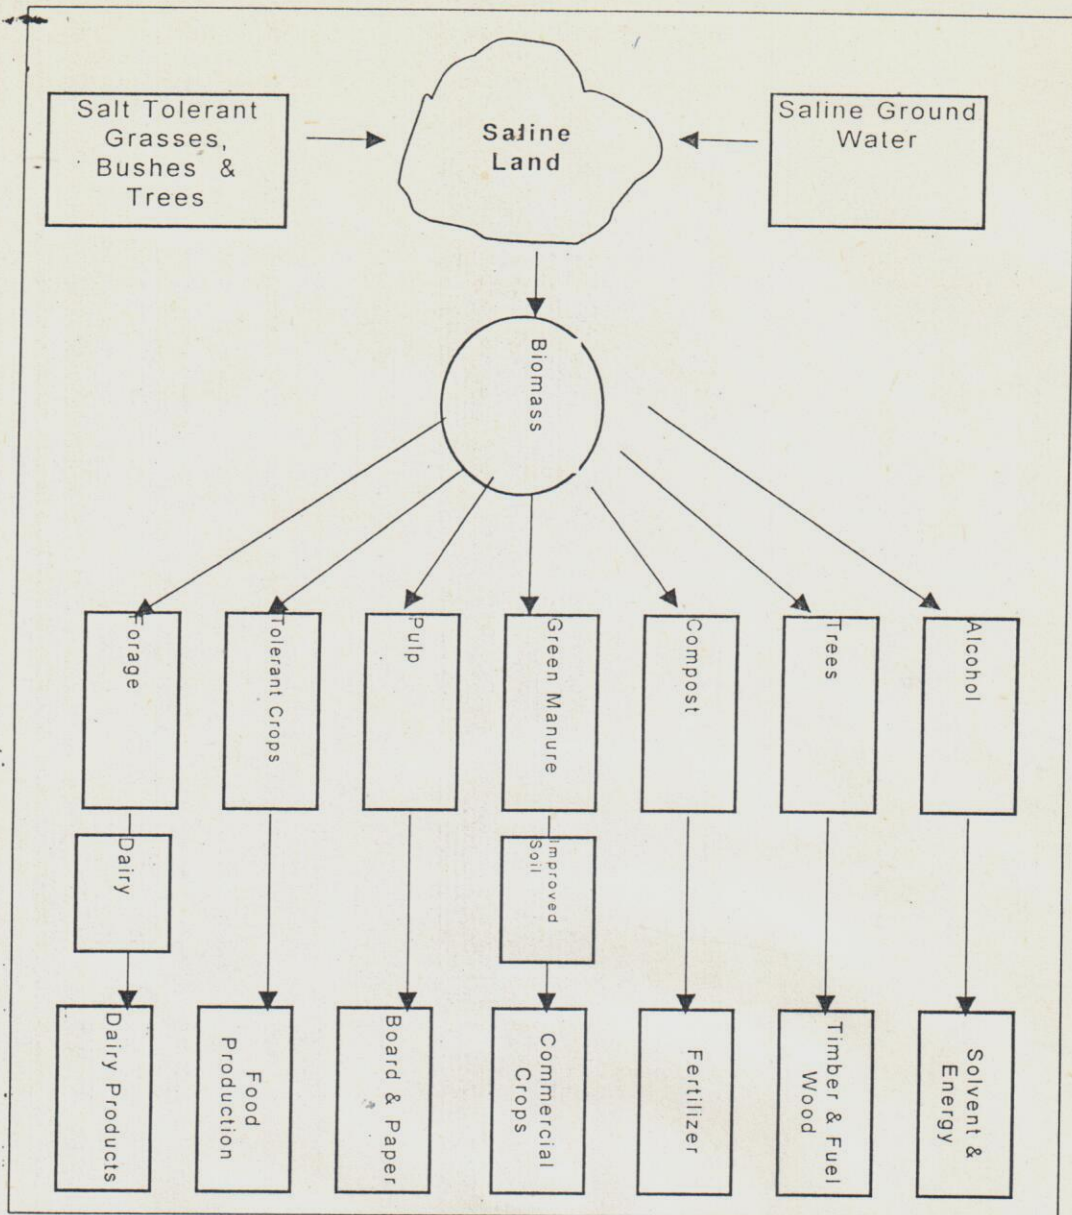 Salt Tolerant
Grasses,
Bushes &
Trees
Saline
Land
Saline Ground
Water
Biomass
Forage
Tolerant Crops
Pulp
Green Manure
Compost
Trees
Alcohol
Dairy
Improved
Soil
Dairy Products
Food
Production
Board & Paper
Commercial
Crops
Fertilizer
Timber & Fuel
Wood
Solvent &
Energy